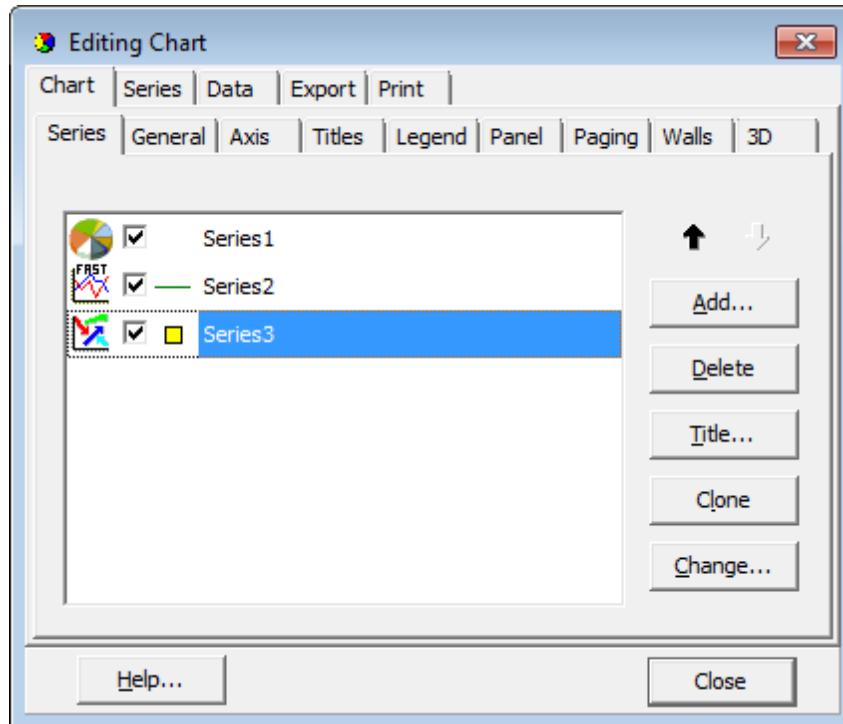 Editing Chart
Chart Series Data Export Print
Series General Axis Titles Legend Panel Paging Walls 3D
Series1
FAST
Series2
Series3
Add...
Delete
Title...
Clone
Change...
Help...
Close